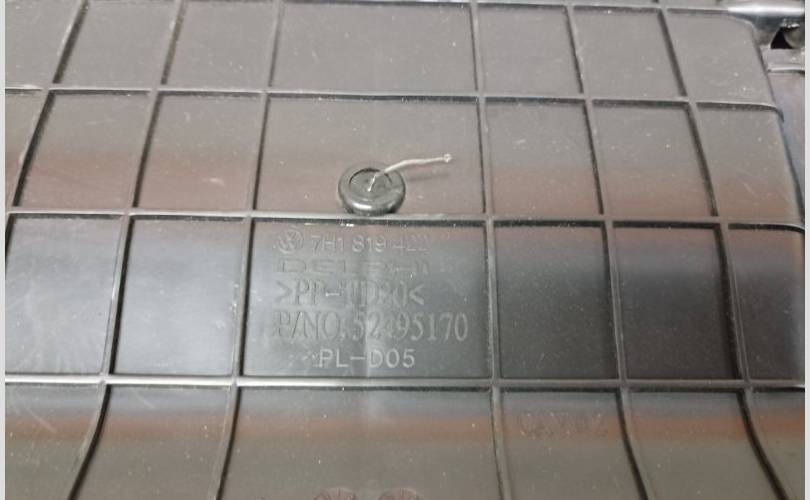 7H1 819 422
DELPHI
>PP-TD20<
P/NO.52495170
PL-D05